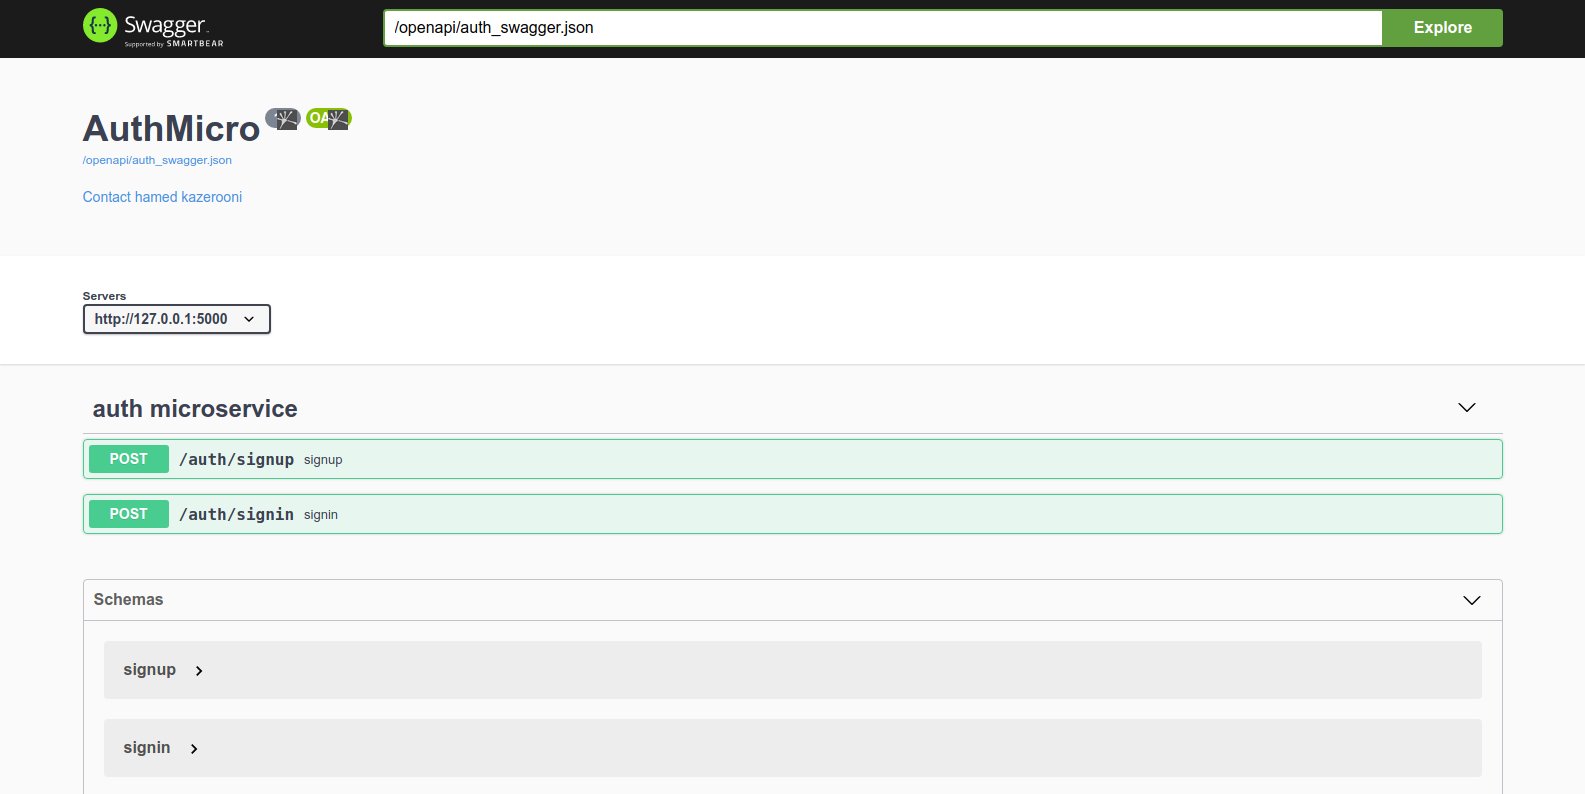 Swagger
Supported by SMARTBEAR
/openapi/auth_swagger.json
Explore
AuthMicro
OA
/openapi/auth_swagger.json
Contact hamed kazerooni
Servers
http://127.0.0.1:5000
auth microservice
POST /auth/signup signup
POST /auth/signin signin
Schemas
signup
signin